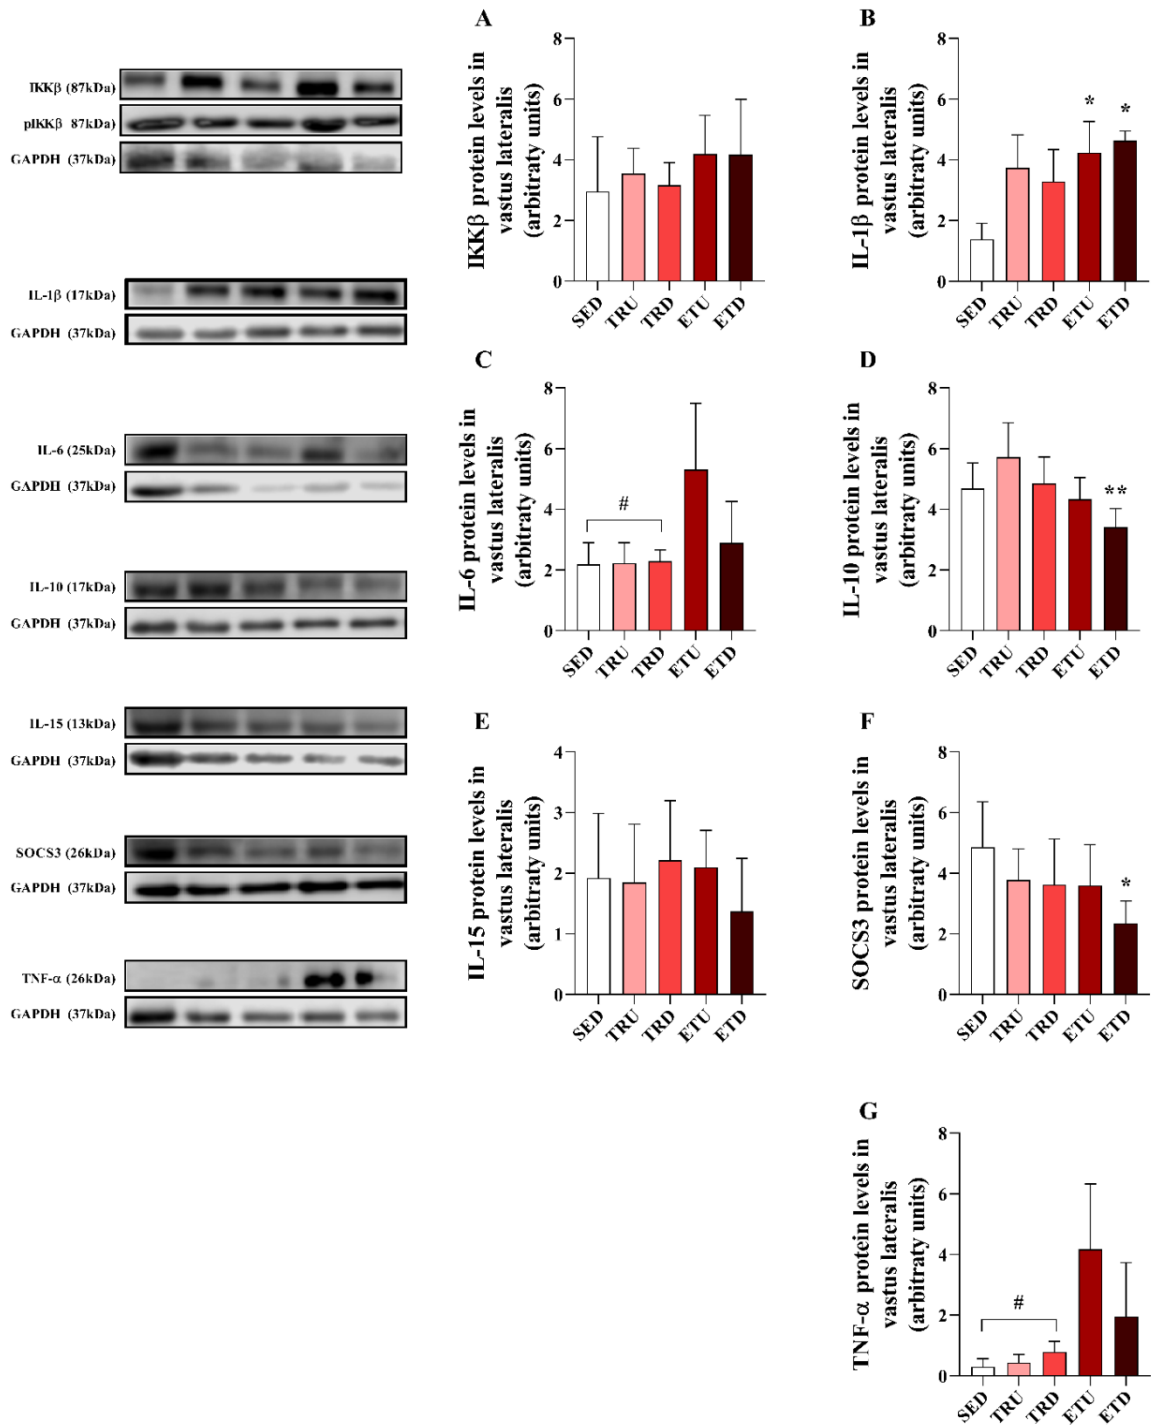 IKKβ (87kDa)
pIKKβ 87kDa)
GAPDH (37kDa)
IL-1β (17kDa)
GAPDH (37kDa)
IL-6 (25kDa)
GAPDH (37kDa)
IL-10 (17kDa)
GAPDH (37kDa)
IL-15 (13kDa)
GAPDH (37kDa)
SOCS3 (26kDa)
GAPDH (37kDa)
TNF-α (26kDa)
GAPDH (37kDa)
A
IKKβ protein levels in
vastus lateralis
(arbitraty units)
8
6
4
2
0
SED
TRU
TRD
ETU
ETD
B
IL-1β protein levels in
vastus lateralis
(arbitraty units)
8
6
4
2
0
*
*
SED
TRU
TRD
ETU
ETD
C
IL-6 protein levels in
vastus lateralis
(arbitraty units)
8
6
4
2
0
#
SED
TRU
TRD
ETU
ETD
D
IL-10 protein levels in
vastus lateralis
(arbitraty units)
8
6
4
2
0
**
SED
TRU
TRD
ETU
ETD
E
IL-15 protein levels in
vastus lateralis
(arbitraty units)
4
3
2
1
0
SED
TRU
TRD
ETU
ETD
F
SOCS3 protein levels in
vastus lateralis
(arbitraty units)
8
6
4
2
0
*
SED
TRU
TRD
ETU
ETD
G
TNF-α protein levels in
vastus lateralis
(arbitraty units)
8
6
4
2
0
#
SED
TRU
TRD
ETU
ETD